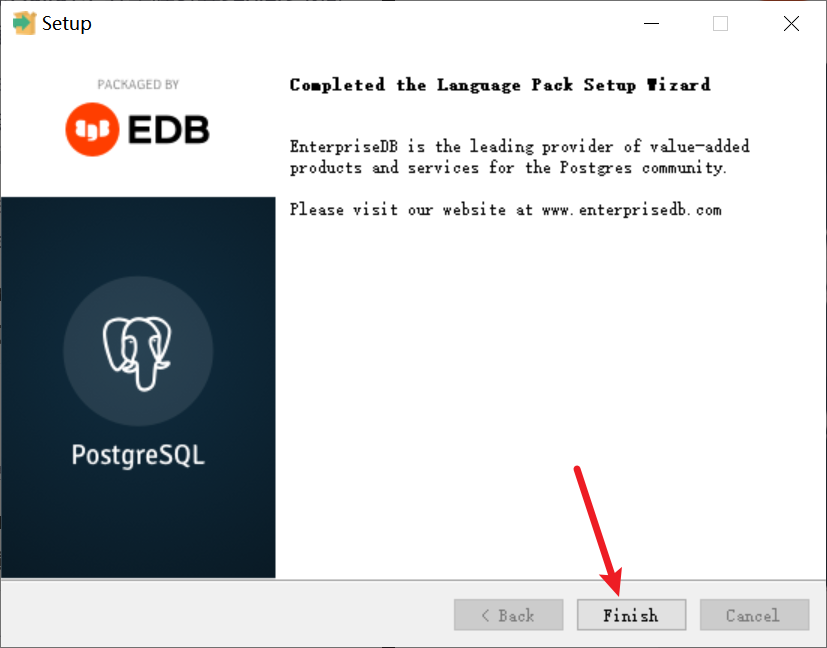 Setup
PACKAGED BY
EDB
PostgreSQL
Completed the Language Pack Setup Wizard
EnterpriseDB is the leading provider of value-added
products and services for the Postgres community.
Please visit our website at www.enterprisedb.com
< Back
Finish
Cancel